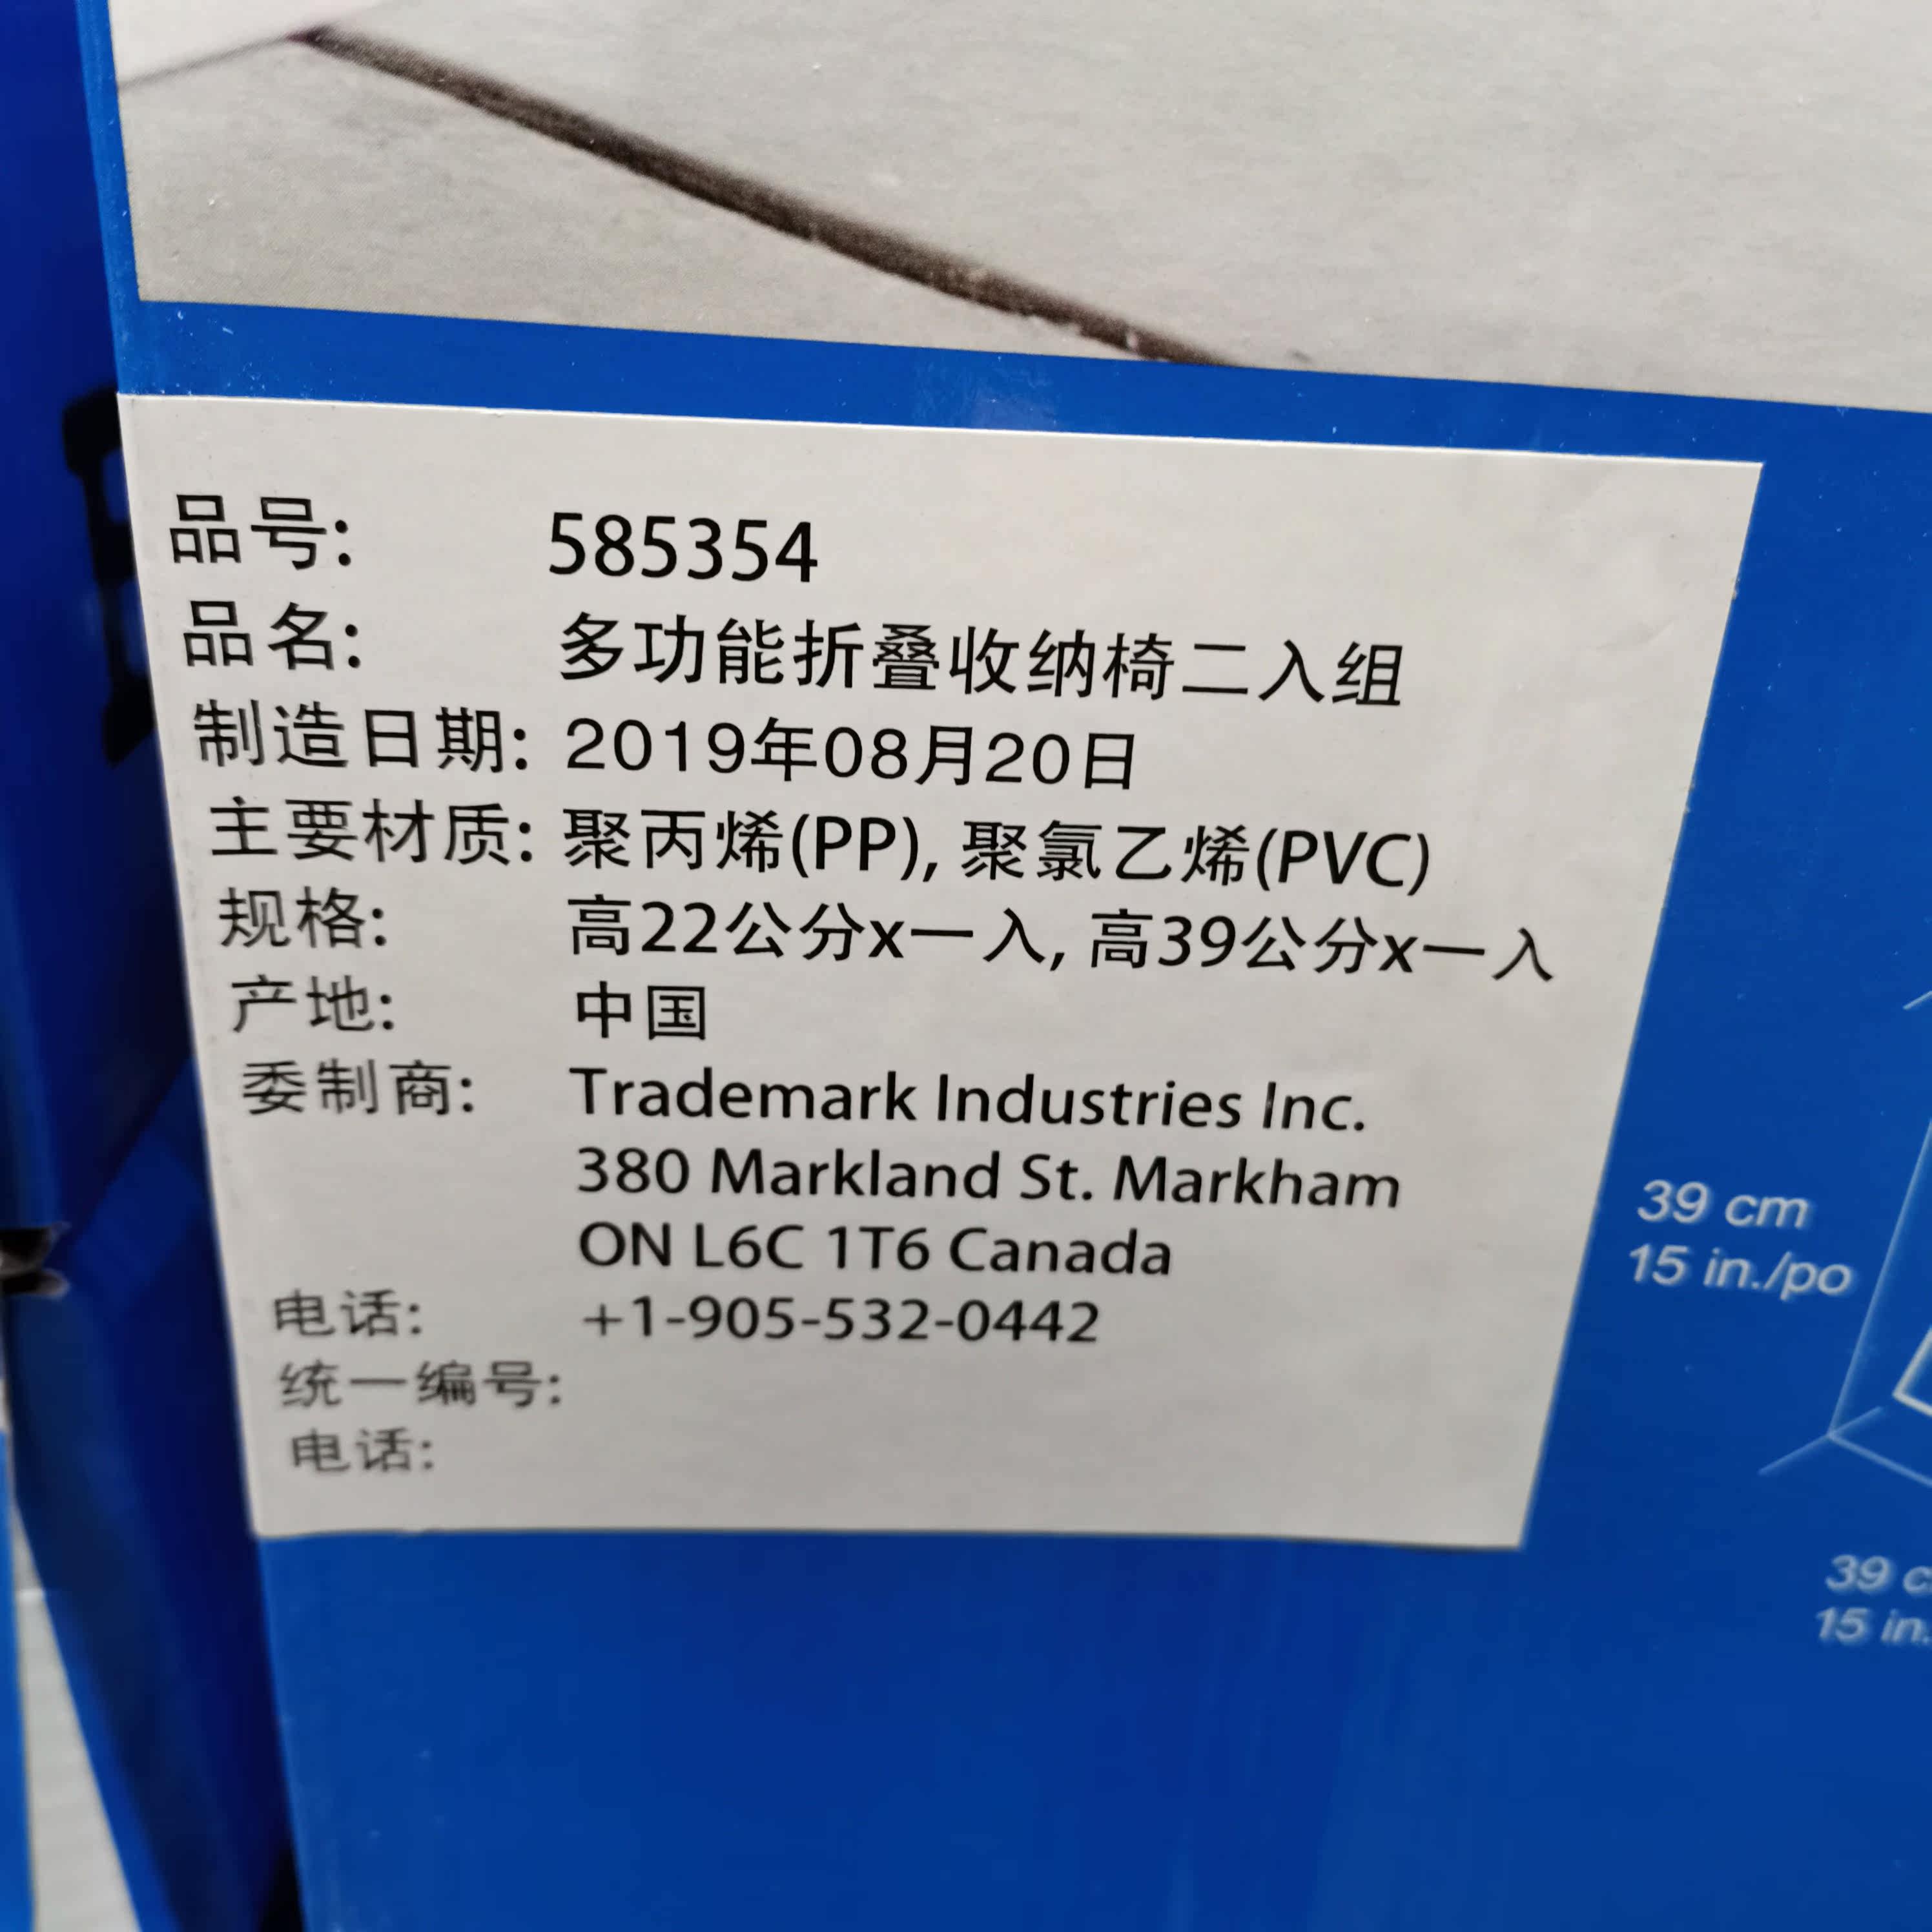 品号: 585354
品名: 多功能折叠收纳椅二入组
制造日期: 2019年08月20日
主要材质: 聚丙烯(PP), 聚氯乙烯(PVC)
规格: 高22公分x一入, 高39公分x一入
产地: 中国
委制商: Trademark Industries Inc.
380 Markland St. Markham
ON L6C 1T6 Canada
电话: +1-905-532-0442
统一编号:
电话:
39 cm
15 in./po
39 c
15 in.